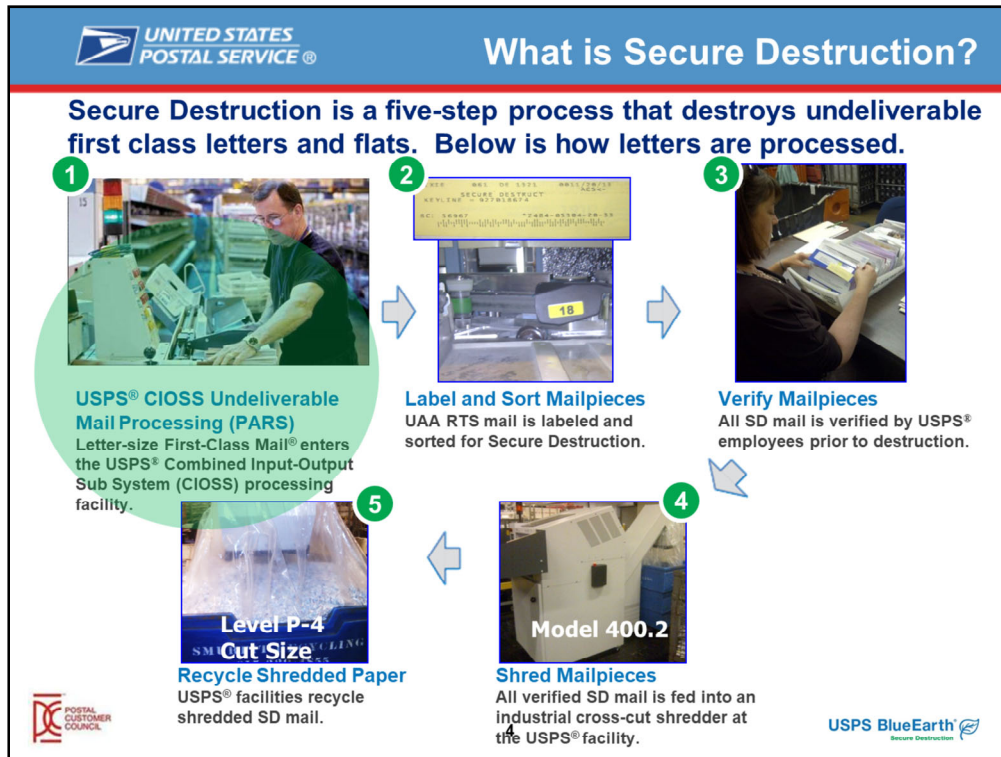 UNITED STATES
POSTAL SERVICE ®
What is Secure Destruction?
Secure Destruction is a five-step process that destroys undeliverable
first class letters and flats. Below is how letters are processed.
1
15
USPS® CIOSS Undeliverable
Mail Processing (PARS)
Letter-size First-Class Mail® enters
the USPS® Combined Input-Output
Sub System (CIOSS) processing
facility.
2
SECURE DESTRUCT
18
Label and Sort Mailpieces
UAA RTS mail is labeled and
sorted for Secure Destruction.
3
Verify Mailpieces
All SD mail is verified by USPS®
employees prior to destruction.
4
Model 400.2
Shred Mailpieces
All verified SD mail is fed into an
industrial cross-cut shredder at
the USPS® facility.
5
Level P-4
Cut Size
Recycle Shredded Paper
USPS® facilities recycle
shredded SD mail.
POSTAL
CUSTOMER
COUNCIL
4
USPS BlueEarth®
Secure Destruction